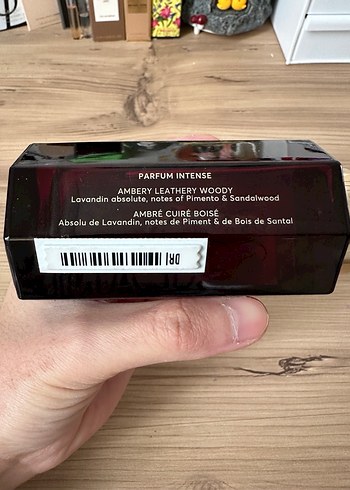 PARFUM INTENSE
AMBERY LEATHERY WOODY
Lavandin absolute, notes of Pimento & Sandalwood
AMBRÉ CUIRÉ BOISÉ
Absolu de Lavandin, notes de Piment & de Bois de Santal